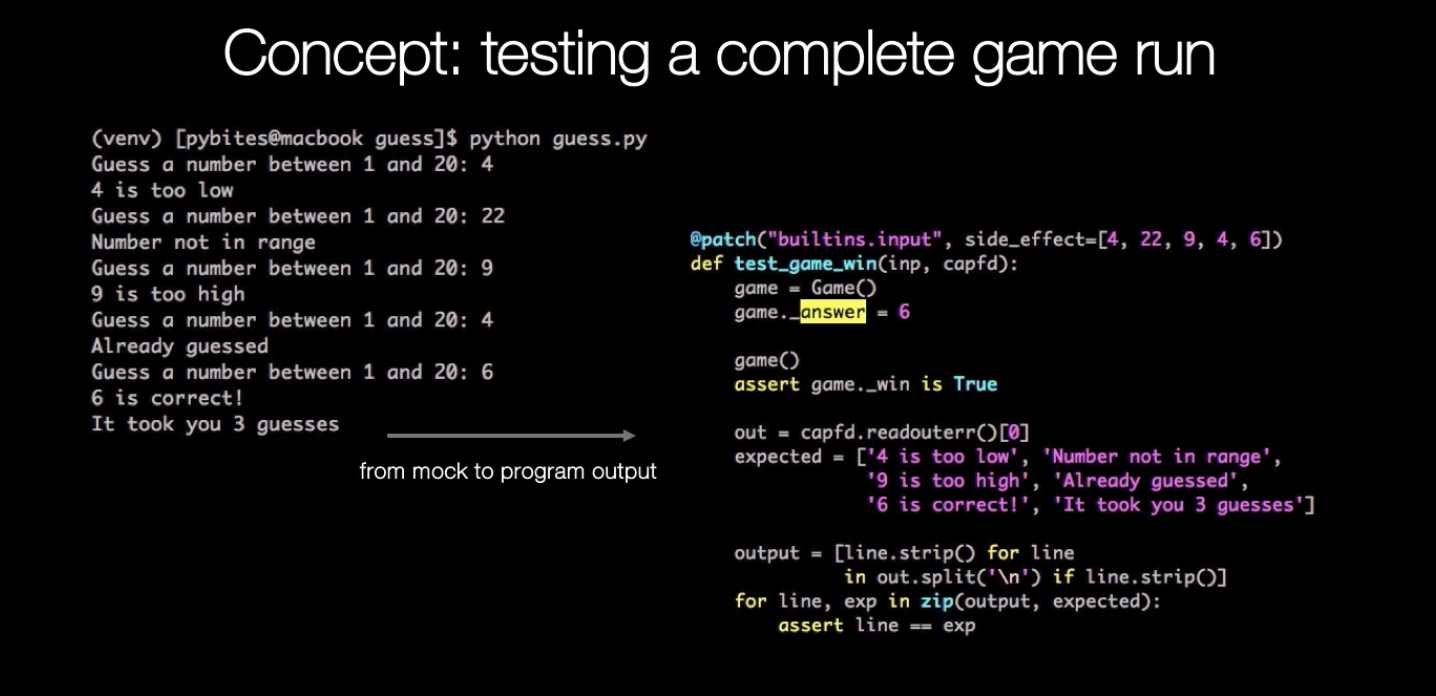 Concept: testing a complete game run
(venv) [pybites@macbook guess]$ python guess.py
Guess a number between 1 and 20: 4
4 is too low
Guess a number between 1 and 20: 22
Number not in range
Guess a number between 1 and 20: 9
9 is too high
Guess a number between 1 and 20: 4
Already guessed
Guess a number between 1 and 20: 6
6 is correct!
It took you 3 guesses
from mock to program output
@patch("builtins.input", side_effect=[4, 22, 9, 4, 6])
def test_game_win(inp, capfd):
    game = Game()
    game._answer = 6

    game()
    assert game._win is True

    out = capfd.readouterr()[0]
    expected = ['4 is too low', 'Number not in range',
                '9 is too high', 'Already guessed',
                '6 is correct!', 'It took you 3 guesses']

    output = [line.strip() for line
              in out.split('\n') if line.strip()]
    for line, exp in zip(output, expected):
        assert line == exp